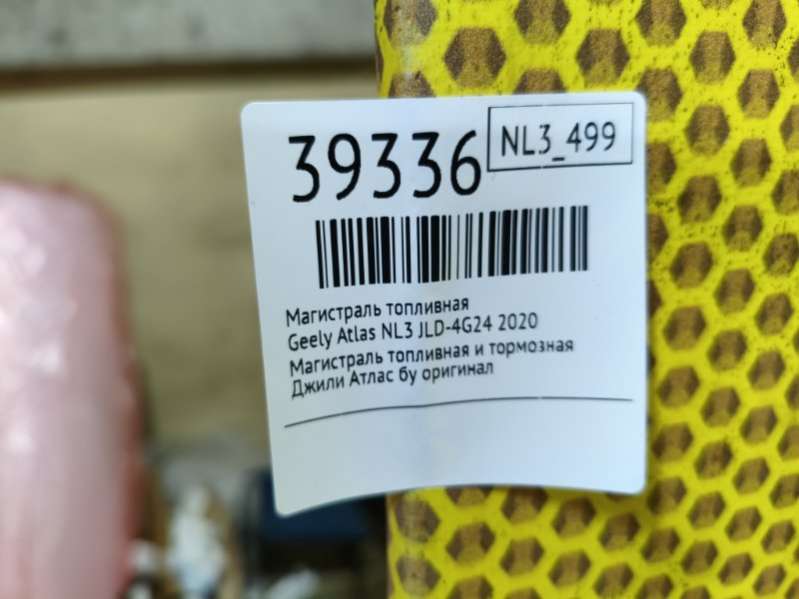 39336
NL3_499
Магистраль топливная
Geely Atlas NL3 JLD-4G24 2020
Магистраль топливная и тормозная
Джили Атлас бу оригинал